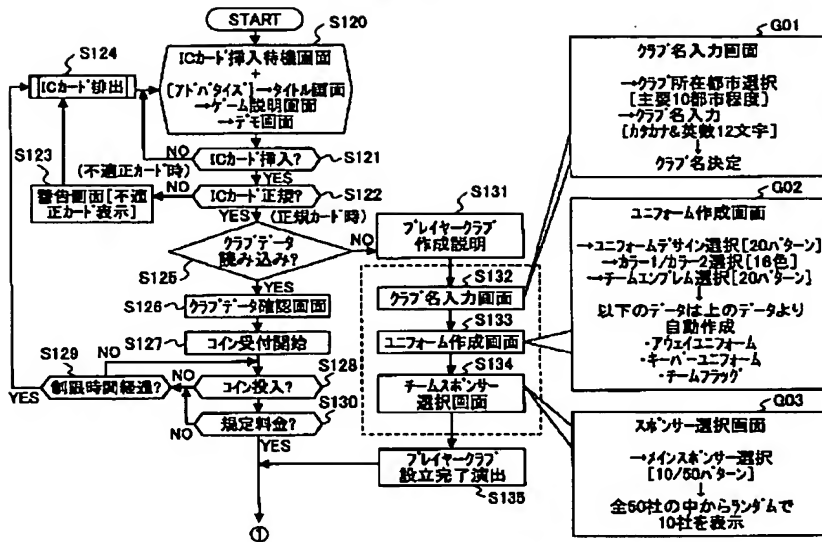 START
S120
ICカード挿入待機画面
+
[アドバタイズ]→タイトル画面
→ゲーム説明画面
→デモ画面
S124
ICカード排出
NO
ICカード挿入?
S121
YES
(不適正カード時)
S123
警告画面[不適
正カード表示]
NO
ICカード正規?
S122
YES
(正規カード時)
クラブデータ
読み込み?
S125
NO
YES
S126
クラブデータ確認画面
S127
コイン受付開始
S129
NO
制限時間経過?
YES
NO
コイン投入?
S128
NO
規定料金?
S130
YES
①
S131
プレイヤークラブ
作成説明
S132
クラブ名入力画面
S133
ユニフォーム作成画面
S134
チームスポンサー
選択画面
プレイヤークラブ
設立完了演出
S135
G01
クラブ名入力画面
→クラブ所在都市選択
[主要10都市程度]
→クラブ名入力
[カタカナ&英数12文字]
↓
クラブ名決定
G02
ユニフォーム作成画面
→ユニフォームデザイン選択[20パターン]
→カラー1/カラー2選択[16色]
→チームエンブレム選択[20パターン]
↓
以下のデータは上のデータより
自動作成
・アウェイユニフォーム
・キーパーユニフォーム
・チームフラッグ
G03
スポンサー選択画面
→メインスポンサー選択
[10/50パターン]
↓
全50社の中からランダムで
10社を表示